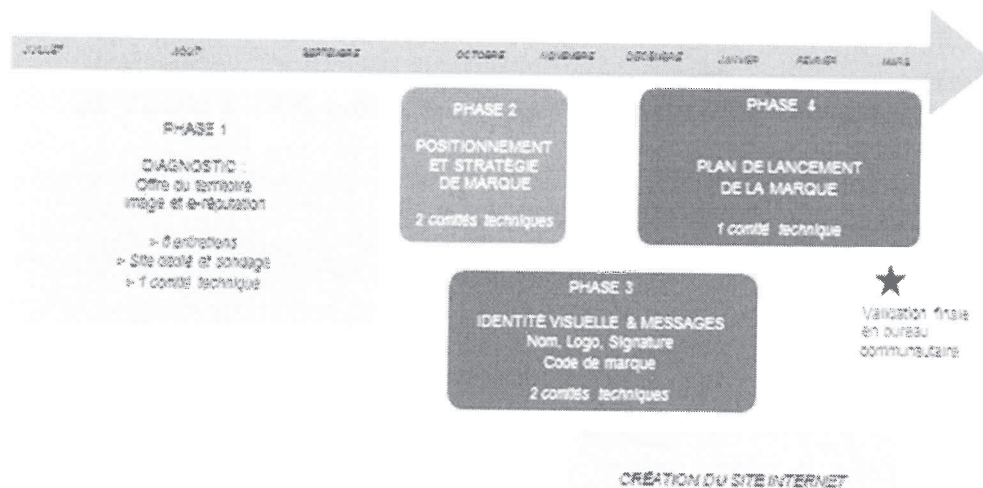 JUILLET AOUT SEPTEMBRE OCTOBRE NOVEMBRE DÉCEMBRE JANVIER FÉVRIER MARS
PHASE 1
DIAGNOSTIC :
Offre du territoire
Image et e-réputation
> 6 entretiens
> Site dédié et sondage
> 1 comité technique
PHASE 2
POSITIONNEMENT
ET STRATÉGIE
DE MARQUE
2 comités techniques
PHASE 3
IDENTITÉ VISUELLE & MESSAGES
Nom, Logo, Signature
Code de marque
2 comités techniques
PHASE 4
PLAN DE LANCEMENT
DE LA MARQUE
1 comité technique
Validation finale
en bureau
communautaire
CRÉATION DU SITE INTERNET